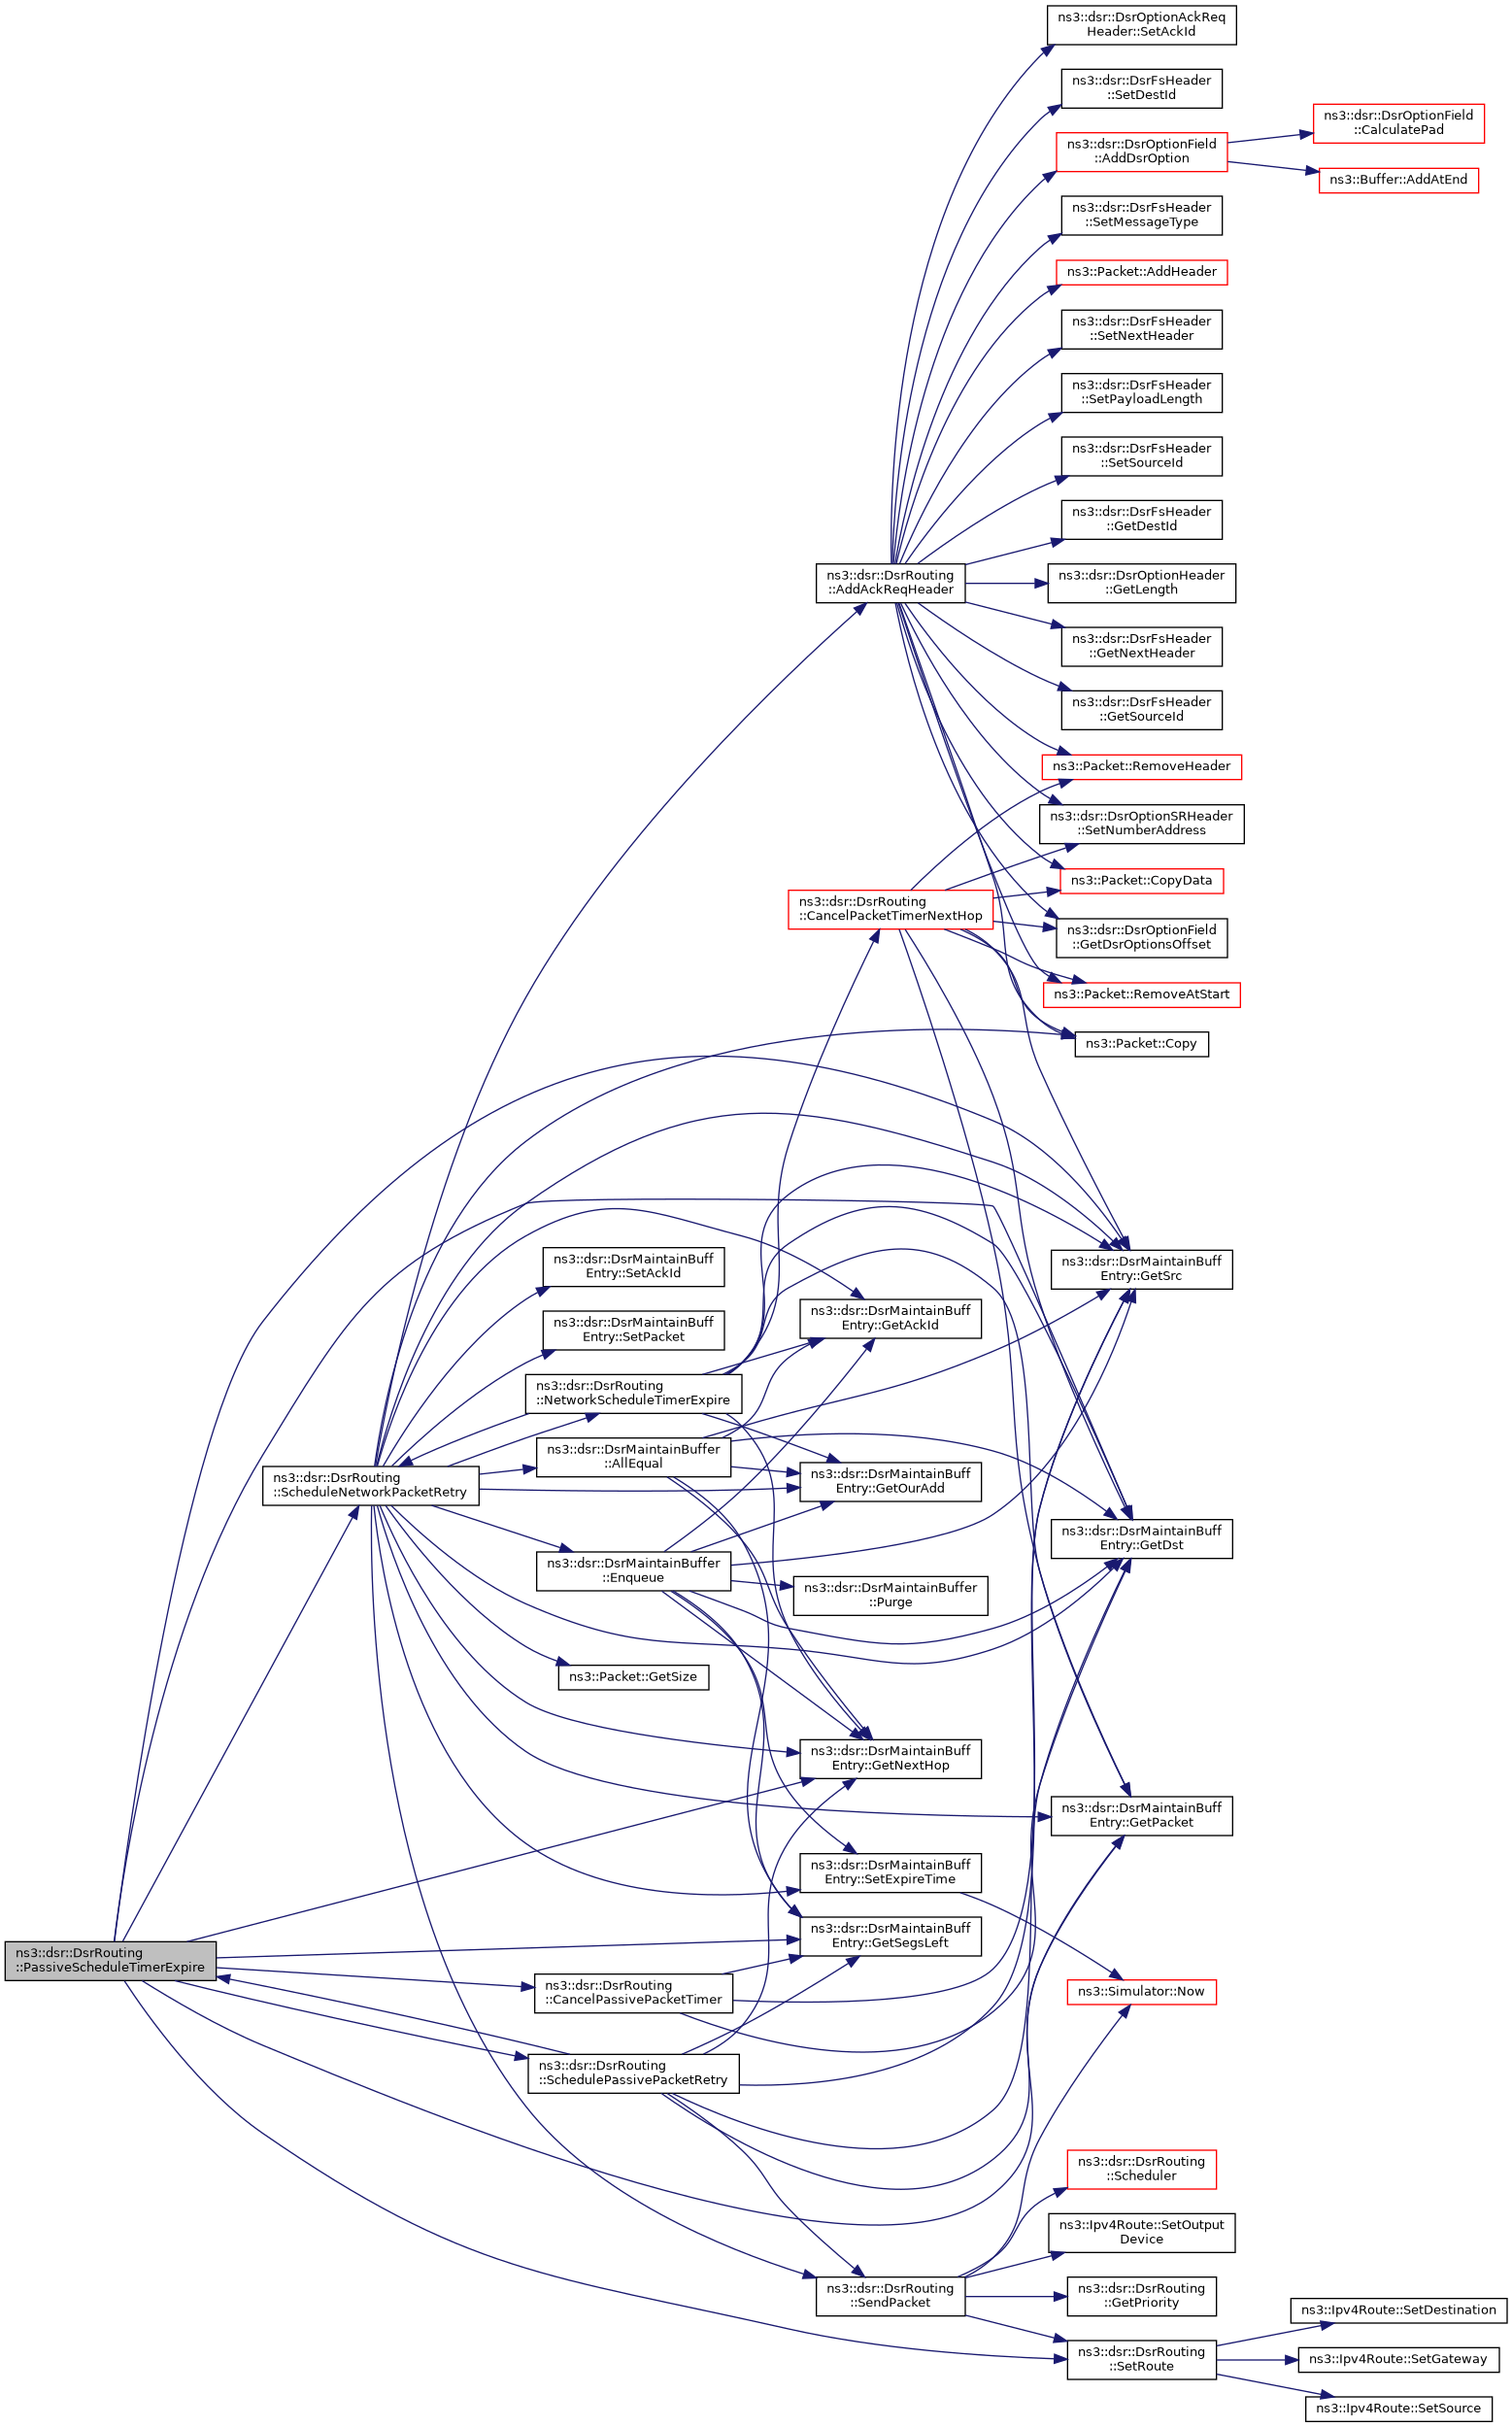 ns3::dsr::DsrOptionAckReq
Header::SetAckId
ns3::dsr::DsrFsHeader
::SetDestId
ns3::dsr::DsrOptionField
::AddDsrOption
ns3::dsr::DsrOptionField
::CalculatePad
ns3::Buffer::AddAtEnd
ns3::dsr::DsrFsHeader
::SetMessageType
ns3::Packet::AddHeader
ns3::dsr::DsrFsHeader
::SetNextHeader
ns3::dsr::DsrFsHeader
::SetPayloadLength
ns3::dsr::DsrFsHeader
::SetSourceId
ns3::dsr::DsrFsHeader
::GetDestId
ns3::dsr::DsrRouting
::AddAckReqHeader
ns3::dsr::DsrOptionHeader
::GetLength
ns3::dsr::DsrFsHeader
::GetNextHeader
ns3::dsr::DsrFsHeader
::GetSourceId
ns3::Packet::RemoveHeader
ns3::dsr::DsrOptionSRHeader
::SetNumberAddress
ns3::Packet::CopyData
ns3::dsr::DsrRouting
::CancelPacketTimerNextHop
ns3::dsr::DsrOptionField
::GetDsrOptionsOffset
ns3::Packet::RemoveAtStart
ns3::Packet::Copy
ns3::dsr::DsrMaintainBuff
Entry::SetAckId
ns3::dsr::DsrMaintainBuff
Entry::GetSrc
ns3::dsr::DsrMaintainBuff
Entry::SetPacket
ns3::dsr::DsrMaintainBuff
Entry::GetAckId
ns3::dsr::DsrRouting
::NetworkScheduleTimerExpire
ns3::dsr::DsrMaintainBuffer
::AllEqual
ns3::dsr::DsrRouting
::ScheduleNetworkPacketRetry
ns3::dsr::DsrMaintainBuff
Entry::GetOurAdd
ns3::dsr::DsrMaintainBuff
Entry::GetDst
ns3::dsr::DsrMaintainBuffer
::Enqueue
ns3::dsr::DsrMaintainBuffer
::Purge
ns3::Packet::GetSize
ns3::dsr::DsrMaintainBuff
Entry::GetNextHop
ns3::dsr::DsrMaintainBuff
Entry::GetPacket
ns3::dsr::DsrMaintainBuff
Entry::SetExpireTime
ns3::dsr::DsrMaintainBuff
Entry::GetSegsLeft
ns3::dsr::DsrRouting
::PassiveScheduleTimerExpire
ns3::dsr::DsrRouting
::CancelPassivePacketTimer
ns3::Simulator::Now
ns3::dsr::DsrRouting
::SchedulePassivePacketRetry
ns3::dsr::DsrRouting
::Scheduler
ns3::Ipv4Route::SetOutput
Device
ns3::dsr::DsrRouting
::SendPacket
ns3::dsr::DsrRouting
::GetPriority
ns3::dsr::DsrRouting
::SetRoute
ns3::Ipv4Route::SetDestination
ns3::Ipv4Route::SetGateway
ns3::Ipv4Route::SetSource